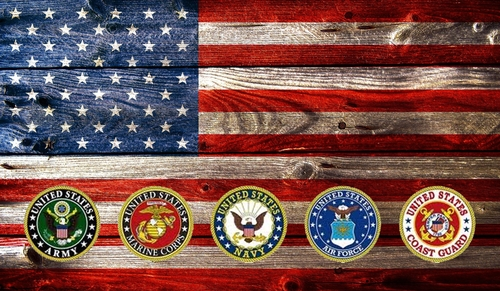 UNITED STATES
ARMY
UNITED STATES
MARINE CORPS
UNITED STATES
NAVY
UNITED STATES
AIR FORCE
UNITED STATES
COAST GUARD